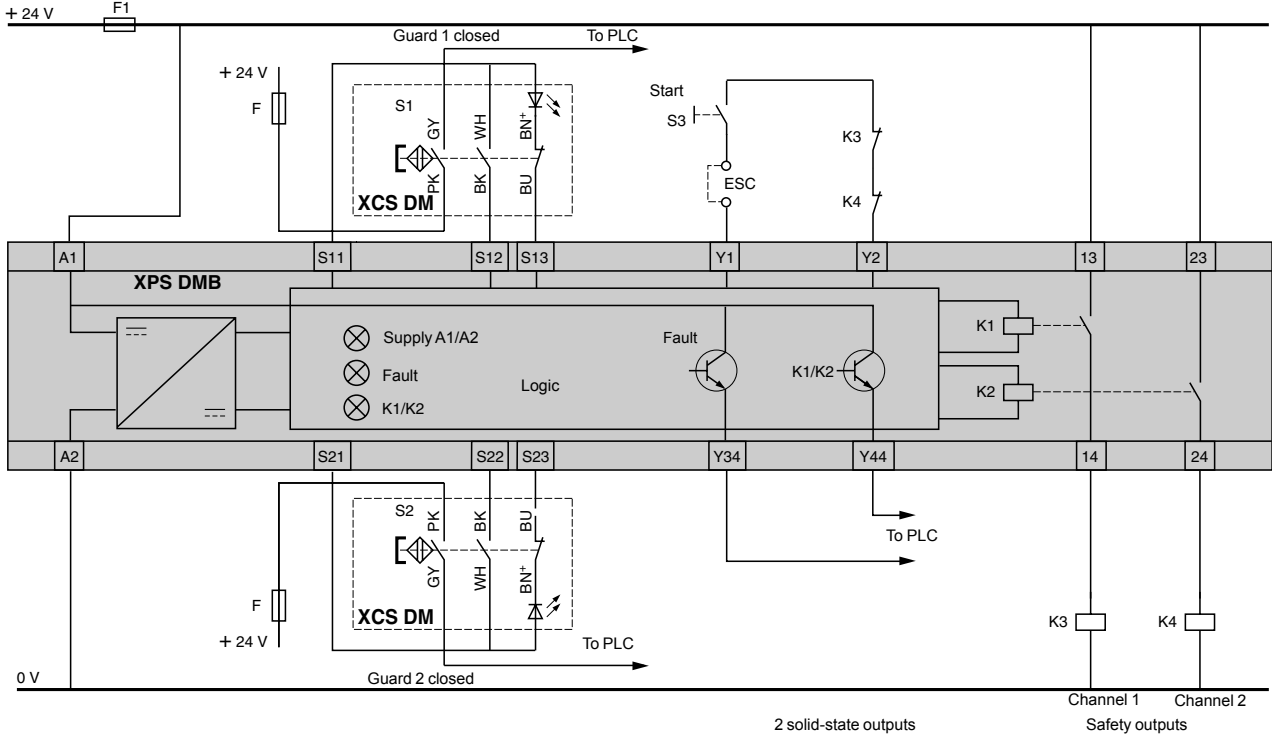 + 24 V
F1
Guard 1 closed
To PLC
+ 24 V
F
S1
GY
WH
BN+
PK
BK
BU
XCS DM
Start
S3
ESC
K3
K4
A1
S11
S12
S13
Y1
Y2
13
23
XPS DMB
Supply A1/A2
Fault
K1/K2
Logic
Fault
K1/K2
K1
K2
A2
S21
S22
S23
Y34
Y44
14
24
S2
PK
BK
BU
GY
WH
BN+
XCS DM
F
+ 24 V
To PLC
To PLC
K3
K4
0 V
Guard 2 closed
Channel 1
Channel 2
2 solid-state outputs
Safety outputs